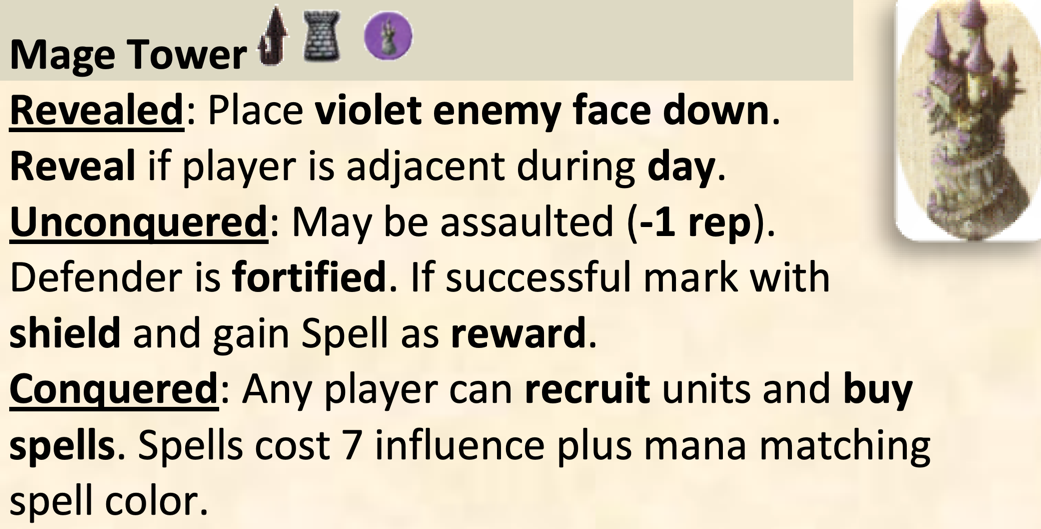 Mage Tower
Revealed: Place violet enemy face down.
Reveal if player is adjacent during day.
Unconquered: May be assaulted (-1 rep).
Defender is fortified. If successful mark with
shield and gain Spell as reward.
Conquered: Any player can recruit units and buy
spells. Spells cost 7 influence plus mana matching
spell color.